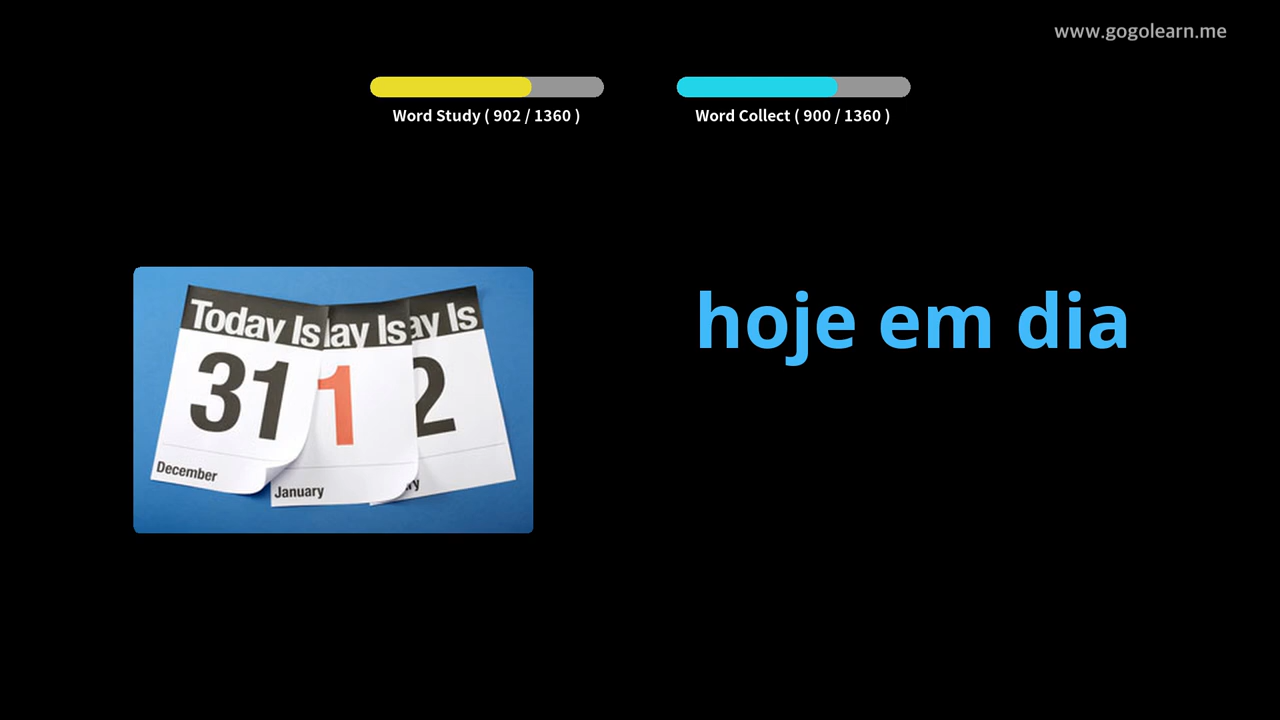 www.gogolearn.me
Word Study ( 902 / 1360 )
Word Collect ( 900 / 1360 )
hoje em dia
Today Is
ay Is
ay Is
31
1
2
December
January
ry